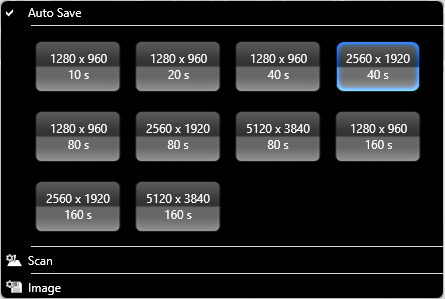 Auto Save
1280 x 960
10 s
1280 x 960
20 s
1280 x 960
40 s
2560 x 1920
40 s
1280 x 960
80 s
2560 x 1920
80 s
5120 x 3840
80 s
1280 x 960
160 s
2560 x 1920
160 s
5120 x 3840
160 s
Scan
Image